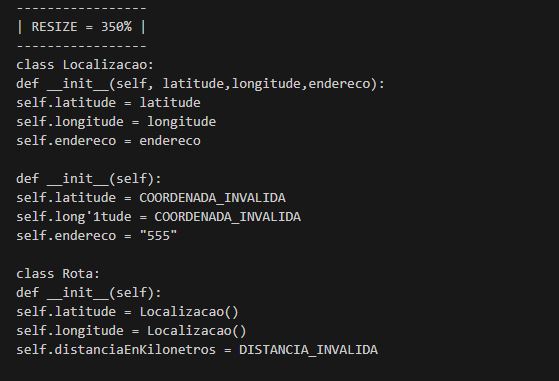 -----------------
| RESIZE = 350% |
-----------------
class Localizacao:
def __init__(self, latitude,longitude,endereco):
self.latitude = latitude
self.longitude = longitude
self.endereco = endereco

def __init__(self):
self.latitude = COORDENADA_INVALIDA
self.long'1tude = COORDENADA_INVALIDA
self.endereco = "555"

class Rota:
def __init__(self):
self.latitude = Localizacao()
self.longitude = Localizacao()
self.distanciaEnKilonetros = DISTANCIA_INVALIDA